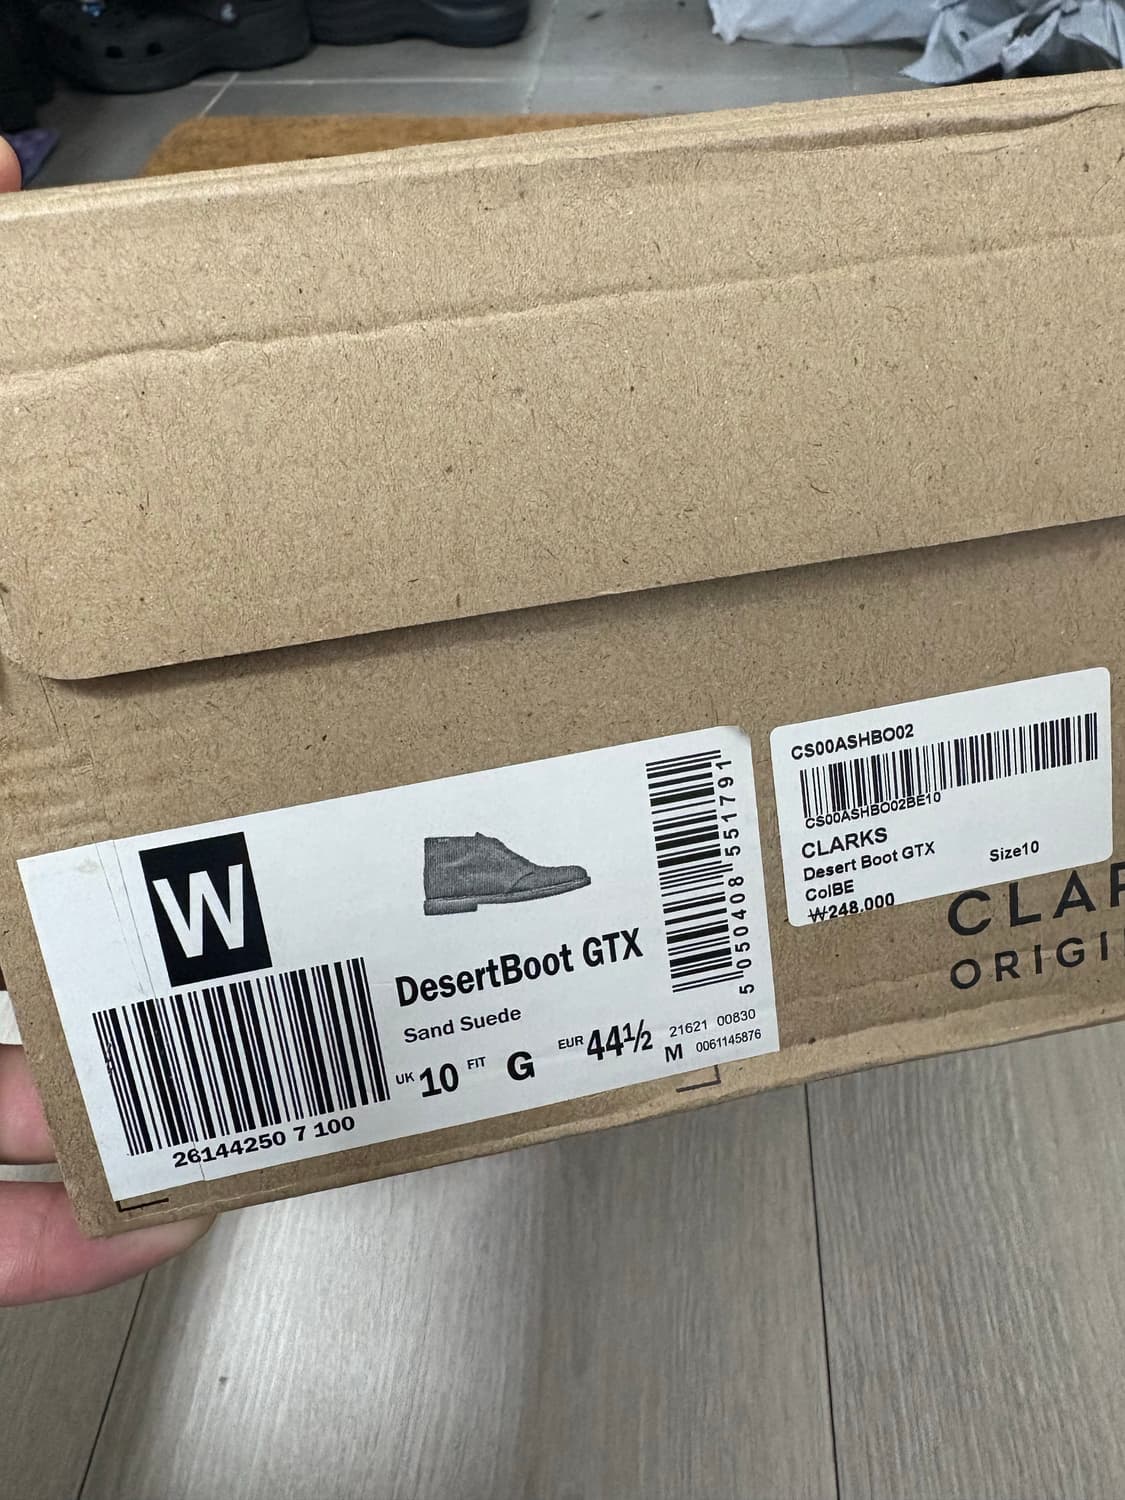 W
26144250 7 100
DesertBoot GTX
Sand Suede
UK 10 FIT G EUR 44½
5 050408 551791
21621 00830
M 0061145876
CS00ASHBO02
CS00ASHBO02BE10
CLARKS
Desert Boot GTX Size10
ColBE
₩248,000
CLAR
ORIGI